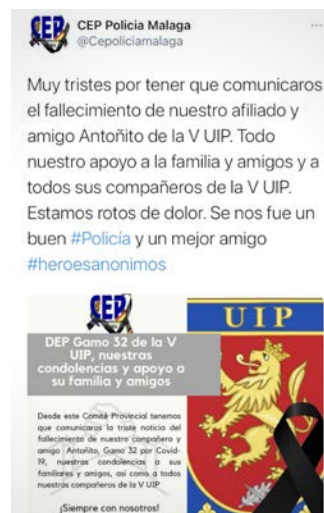 CEP Policia Malaga
@Cepoliciamalaga
Muy tristes por tener que comunicaros
el fallecimiento de nuestro afiliado y
amigo Antoñito de la V UIP. Todo
nuestro apoyo a la familia y amigos y a
todos sus compañeros de la V UIP.
Estamos rotos de dolor. Se nos fue un
buen #Policía y un mejor amigo
#heroesanonimos
CEP
DEP Gamo 32 de la V
UIP, nuestras
condolencias y apoyo a
su familia y amigos
Desde este Comité Provincial tenemos
que comunicaros la triste noticia del
fallecimiento de nuestro compañero y
amigo Antoñito, Gamo 32 por Covid-
19, nuestras condolencias a sus
familiares y amigos, así como a todos
nuestros compañeros de la V UIP
¡Siempre con nosotros!
UIP